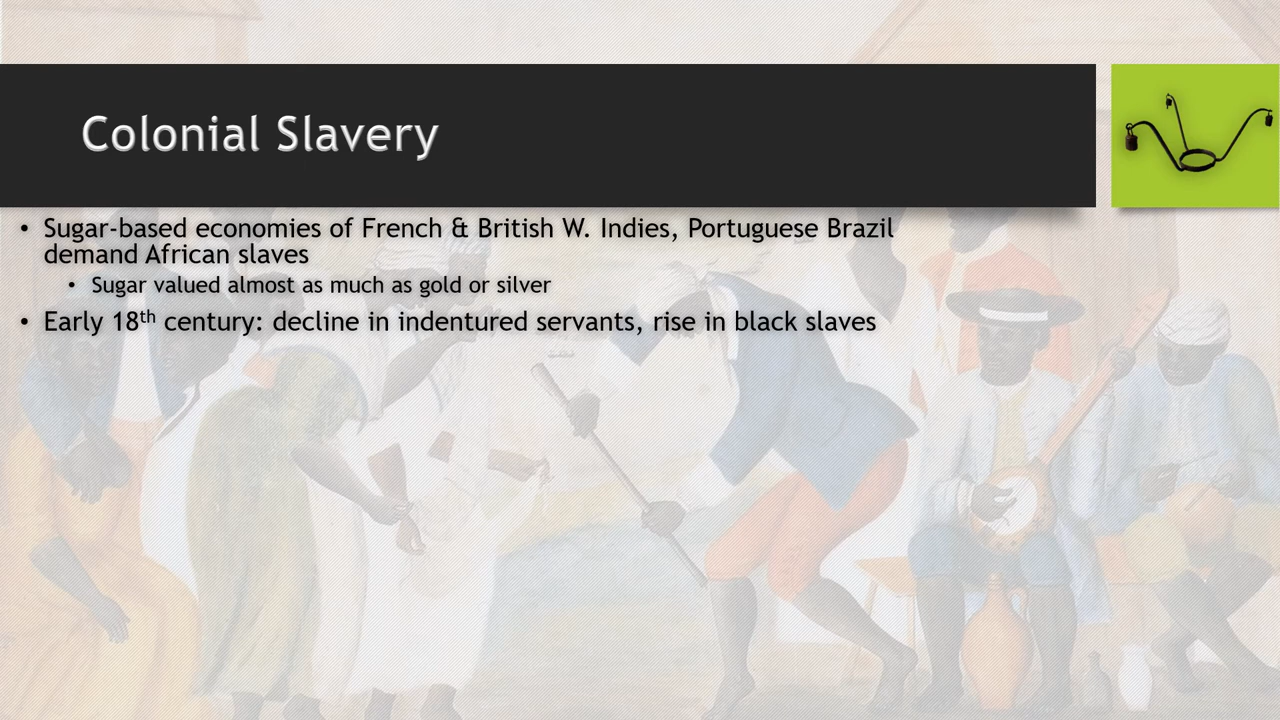 Colonial Slavery
• Sugar-based economies of French & British W. Indies, Portuguese Brazil
demand African slaves
• Sugar valued almost as much as gold or silver
• Early 18th century: decline in indentured servants, rise in black slaves